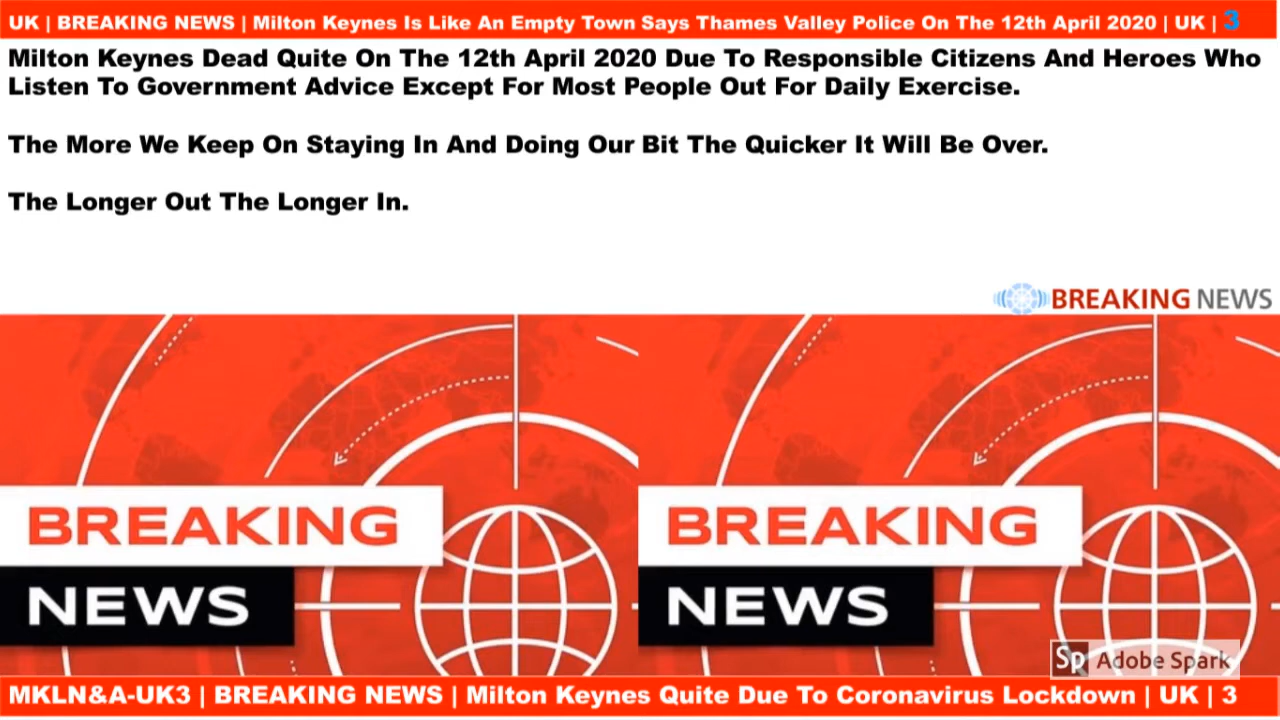 UK | BREAKING NEWS | Milton Keynes Is Like An Empty Town Says Thames Valley Police On The 12th April 2020 | UK | 3
Milton Keynes Dead Quite On The 12th April 2020 Due To Responsible Citizens And Heroes Who
Listen To Government Advice Except For Most People Out For Daily Exercise.
The More We Keep On Staying In And Doing Our Bit The Quicker It Will Be Over.
The Longer Out The Longer In.
BREAKING NEWS
BREAKING
NEWS
BREAKING
NEWS
Sp Adobe Spark
MKLN&A-UK3 | BREAKING NEWS | Milton Keynes Quite Due To Coronavirus Lockdown | UK | 3